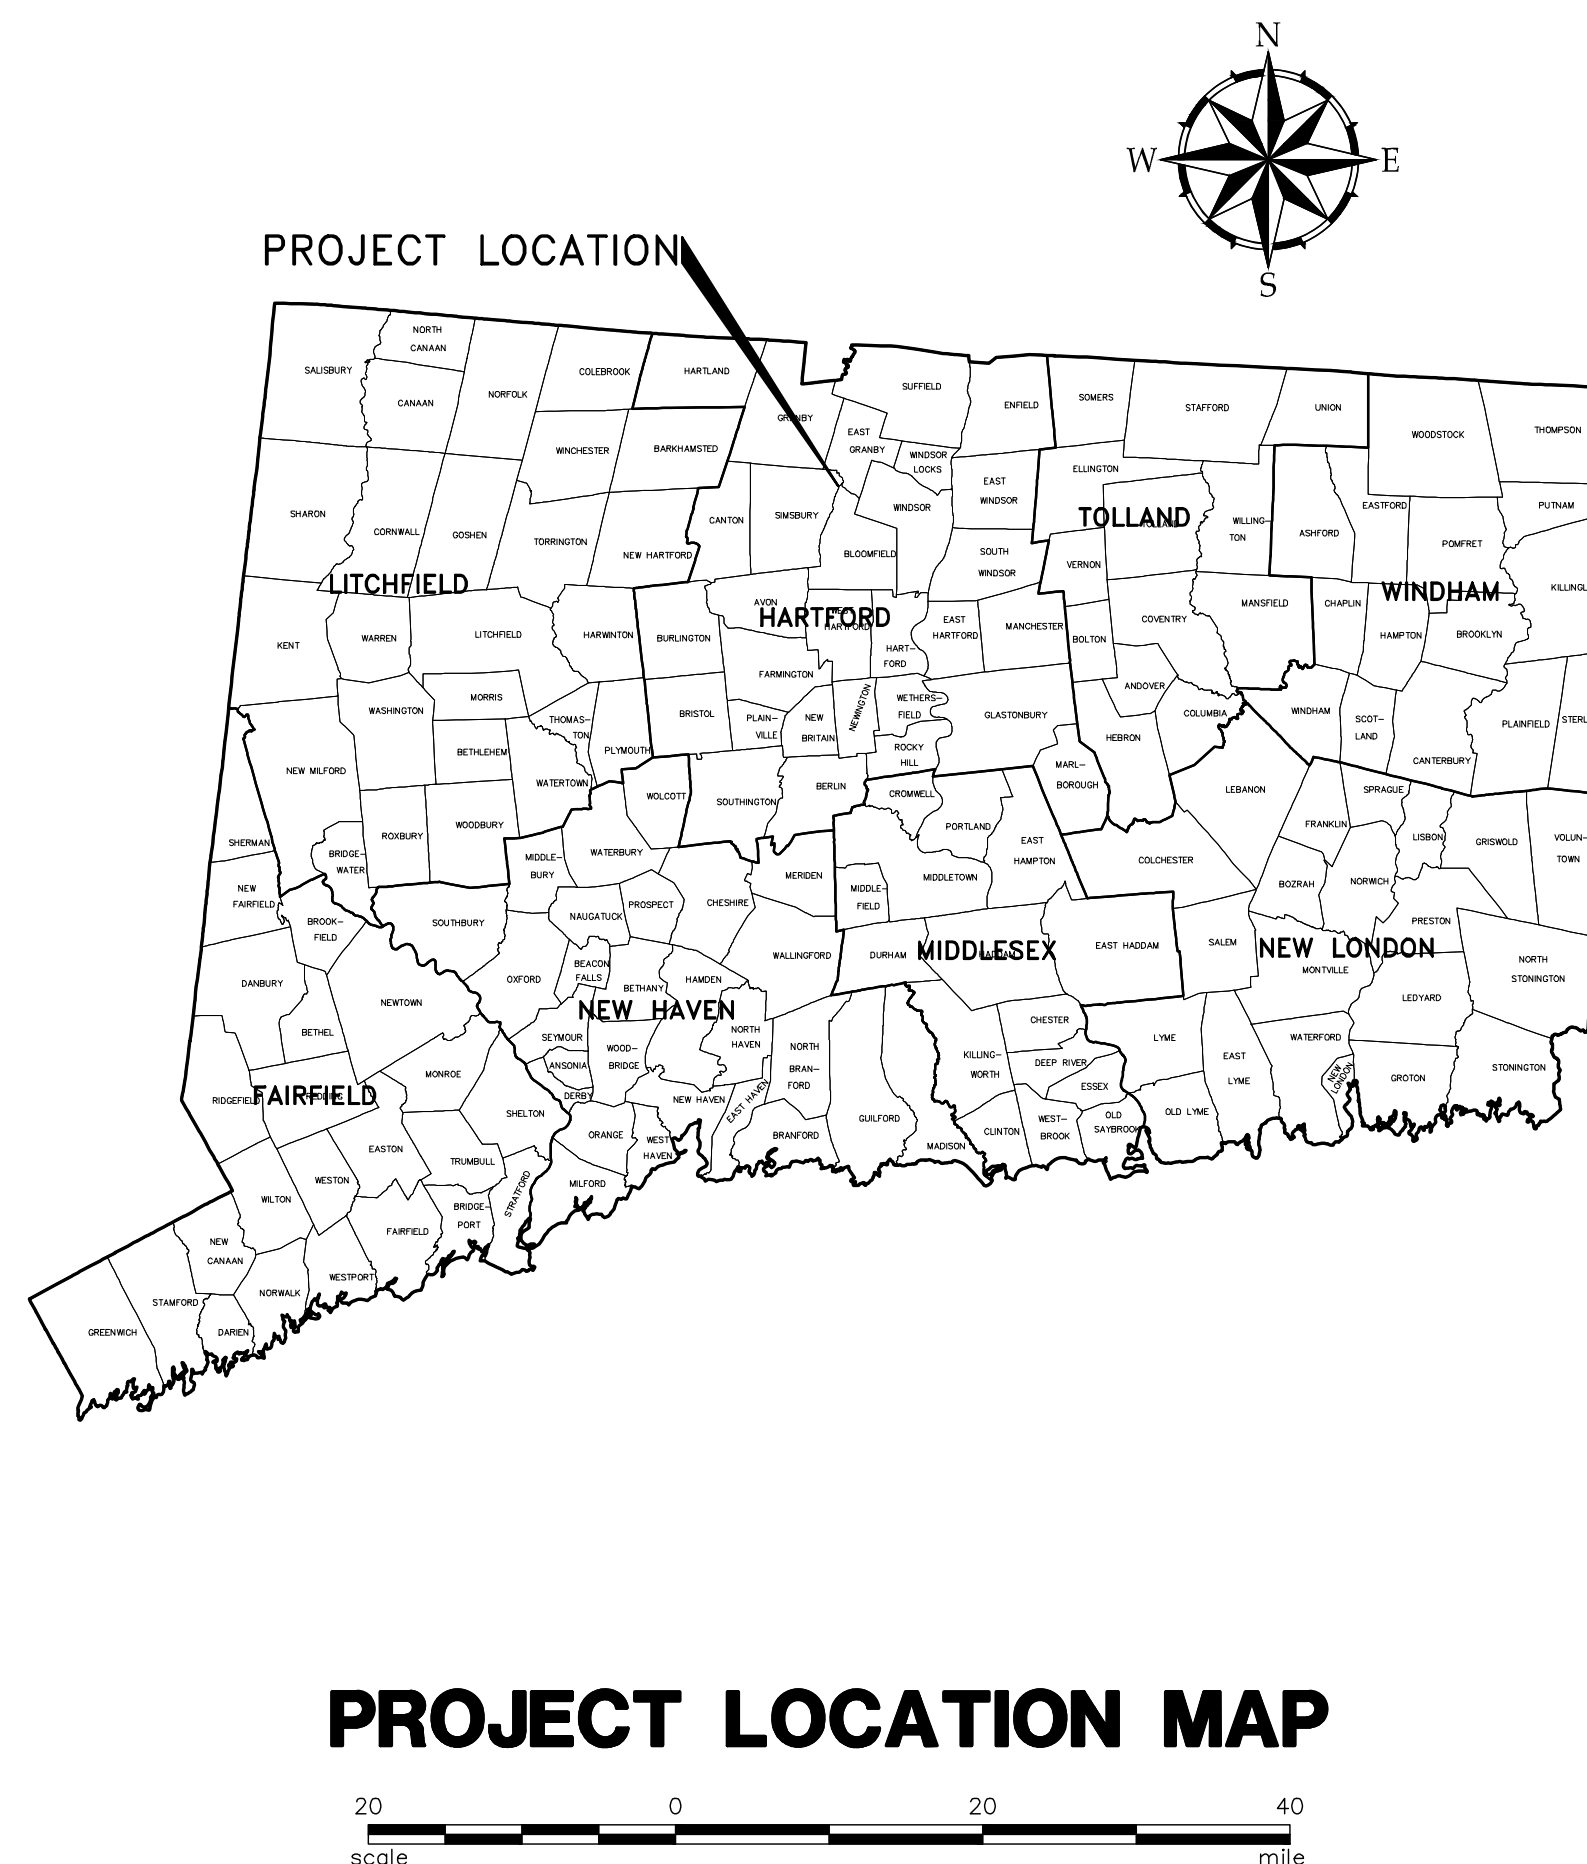 N
W E
S
PROJECT LOCATION
NORTH
CANAAN
SALISBURY
COLEBROOK
HARTLAND
SUFFIELD
CANAAN
NORFOLK
ENFIELD
SOMERS
STAFFORD
UNION
GRANBY
EAST
GRANBY
WOODSTOCK
THOMPSON
WINCHESTER
BARKHAMSTED
WINDSOR
LOCKS
ELLINGTON
EAST
WINDSOR
SHARON
CORNWALL
GOSHEN
TORRINGTON
NEW HARTFORD
CANTON
SIMSBURY
WINDSOR
BLOOMFIELD
SOUTH
WINDSOR
TOLLAND
TOLLAND
WILLING-
TON
ASHFORD
EASTFORD
POMFRET
PUTNAM
VERNON
LITCHFIELD
WINDHAM
KILLINGL
AVON
HARTFORD
WEST
HARTFORD
EAST
HARTFORD
MANCHESTER
BOLTON
COVENTRY
MANSFIELD
CHAPLIN
HAMPTON
BROOKLYN
KENT
WARREN
LITCHFIELD
HARWINTON
BURLINGTON
HART-
FORD
FARMINGTON
ANDOVER
WASHINGTON
MORRIS
THOMAS-
TON
PLYMOUTH
BRISTOL
PLAIN-
VILLE
NEW
BRITAIN
NEWINGTON
WETHERS-
FIELD
ROCKY
HILL
GLASTONBURY
HEBRON
COLUMBIA
WINDHAM
SCOT-
LAND
PLAINFIELD
STERL
CANTERBURY
BETHLEHEM
NEW MILFORD
WATERTOWN
WOLCOTT
SOUTHINGTON
BERLIN
CROMWELL
MARL-
BOROUGH
LEBANON
SPRAGUE
SHERMAN
BRIDGE-
WATER
ROXBURY
WOODBURY
MIDDLE-
BURY
WATERBURY
PORTLAND
EAST
HAMPTON
COLCHESTER
FRANKLIN
LISBON
GRISWOLD
VOLUN-
TOWN
MERIDEN
MIDDLE-
FIELD
MIDDLETOWN
BOZRAH
NORWICH
NEW
FAIRFIELD
BROOK-
FIELD
SOUTHBURY
NAUGATUCK
PROSPECT
CHESHIRE
PRESTON
WALLINGFORD
DURHAM
MIDDLESEX
HADDAM
EAST HADDAM
SALEM
NEW LONDON
MONTVILLE
NORTH
STONINGTON
DANBURY
OXFORD
BEACON
FALLS
BETHANY
HAMDEN
LEDYARD
NEWTOWN
NEW HAVEN
BETHEL
SEYMOUR
WOOD-
BRIDGE
NORTH
HAVEN
NORTH
BRAN-
FORD
CHESTER
LYME
EAST
LYME
WATERFORD
KILLING-
WORTH
DEEP RIVER
ESSEX
NEW
LONDON
GROTON
STONINGTON
ANSONIA
DERBY
MONROE
RIDGEFIELD
FAIRFIELD
REDDING
SHELTON
NEW HAVEN
EAST HAVEN
GUILFORD
OLD LYME
OLD
SAYBROOK
WEST-
BROOK
CLINTON
MADISON
BRANFORD
ORANGE
WEST
HAVEN
EASTON
TRUMBULL
WESTON
STRATFORD
MILFORD
WILTON
BRIDGE-
PORT
FAIRFIELD
NEW
CANAAN
WESTPORT
NORWALK
STAMFORD
GREENWICH
DARIEN
PROJECT LOCATION MAP
20 0 20 40
scale mile